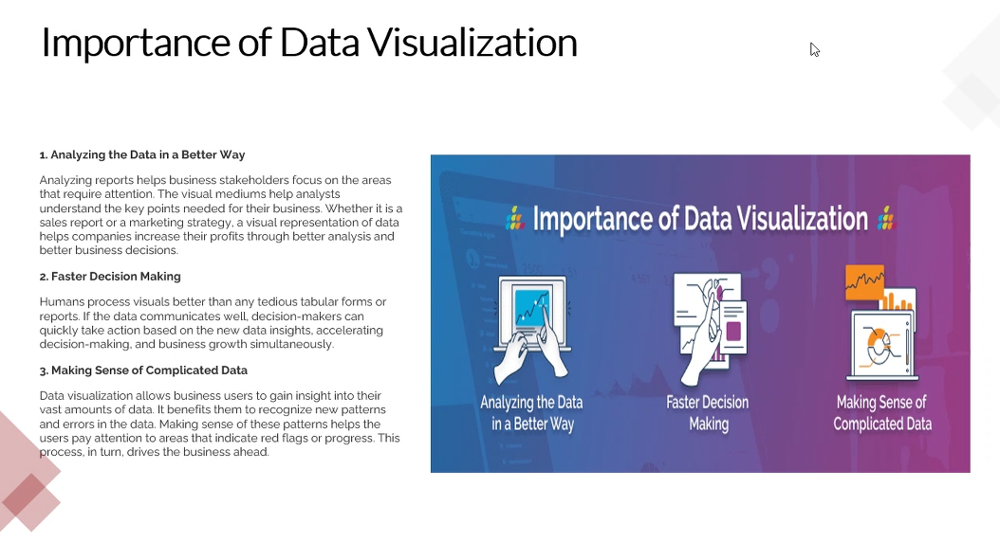 Importance of Data Visualization
1. Analyzing the Data in a Better Way
Analyzing reports helps business stakeholders focus on the areas
that require attention. The visual mediums help analysts
understand the key points needed for their business. Whether it is a
sales report or a marketing strategy, a visual representation of data
helps companies increase their profits through better analysis and
better business decisions.
2. Faster Decision Making
Humans process visuals better than any tedious tabular forms or
reports. If the data communicates well, decision-makers can
quickly take action based on the new data insights, accelerating
decision-making, and business growth simultaneously.
3. Making Sense of Complicated Data
Data visualization allows business users to gain insight into their
vast amounts of data. It benefits them to recognize new patterns
and errors in the data. Making sense of these patterns helps the
users pay attention to areas that indicate red flags or progress. This
process, in turn, drives the business ahead.
Importance of Data Visualization
Analyzing the Data
in a Better Way
Faster Decision
Making
Making Sense of
Complicated Data